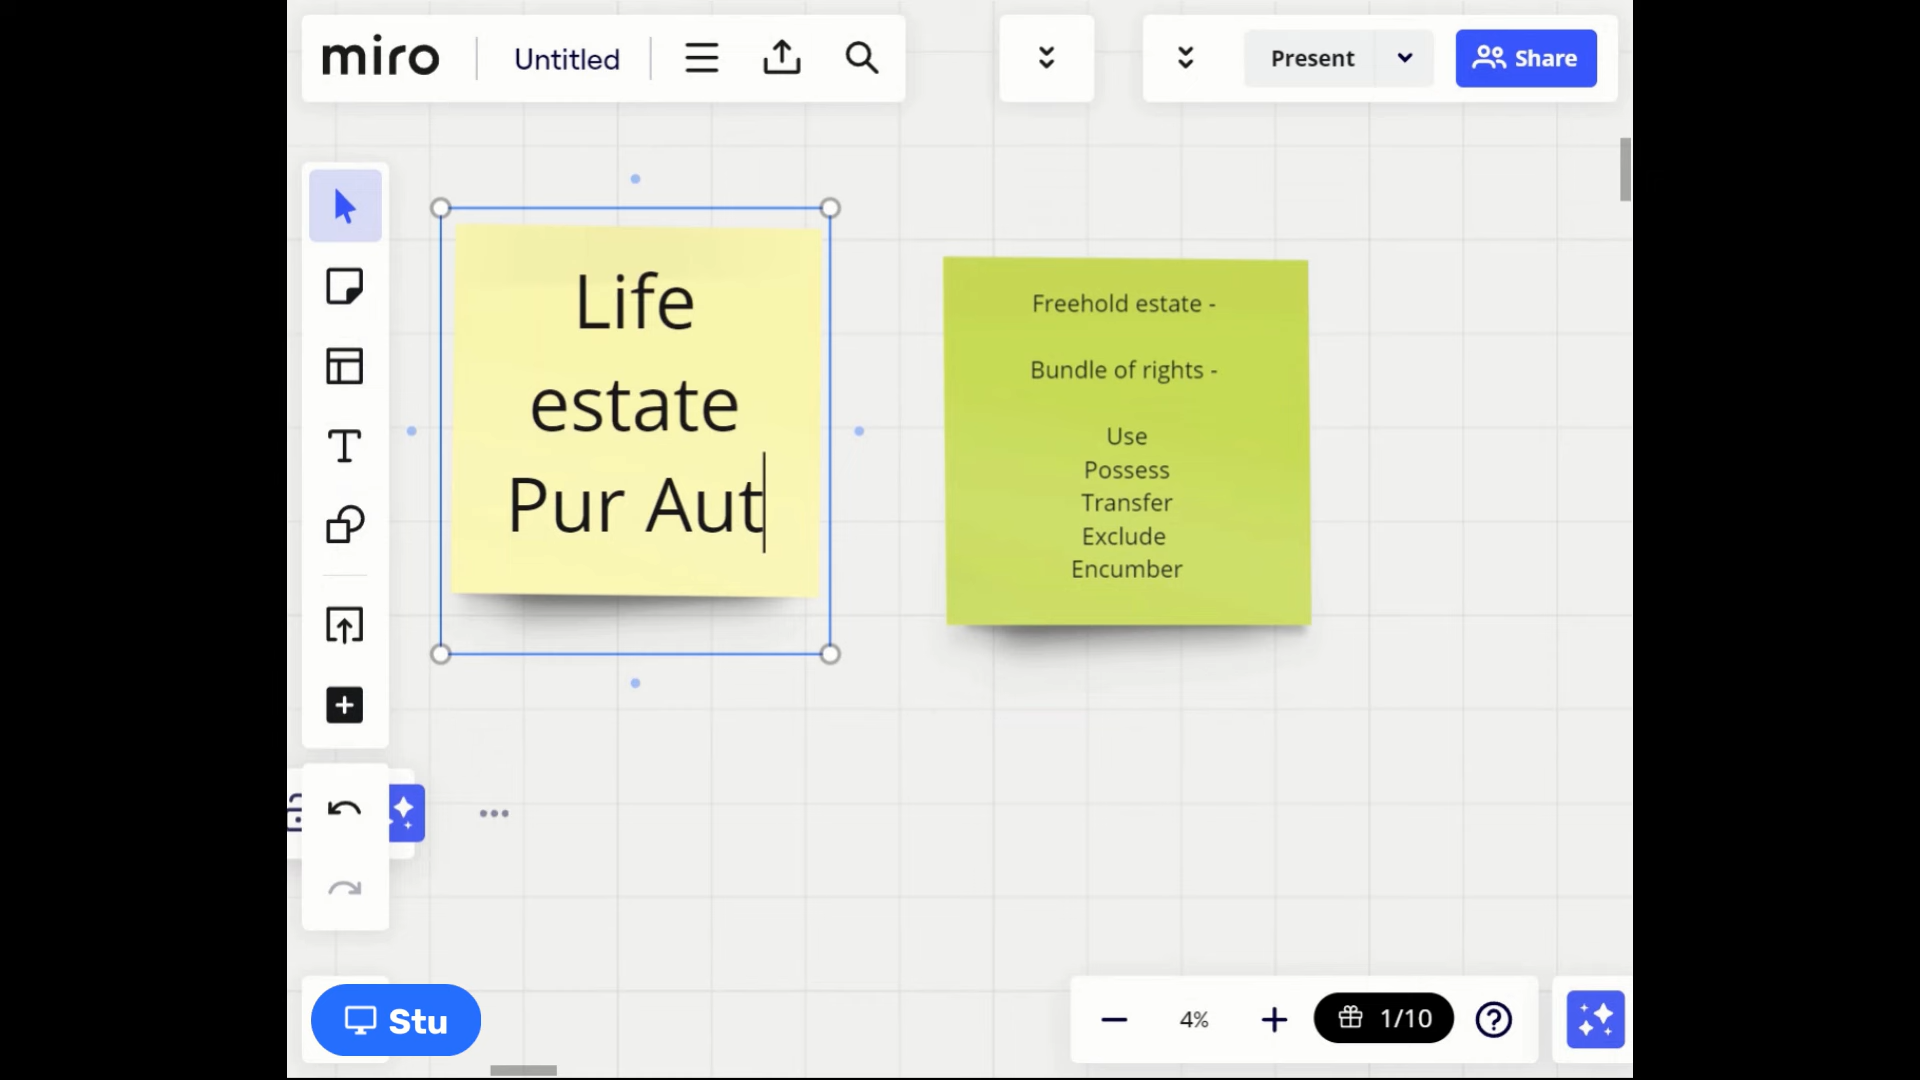 miro
Untitled
Present
Share
Life
estate
Pur Aut
Freehold estate -
Bundle of rights -
Use
Possess
Transfer
Exclude
Encumber
Stu
4%
1/10